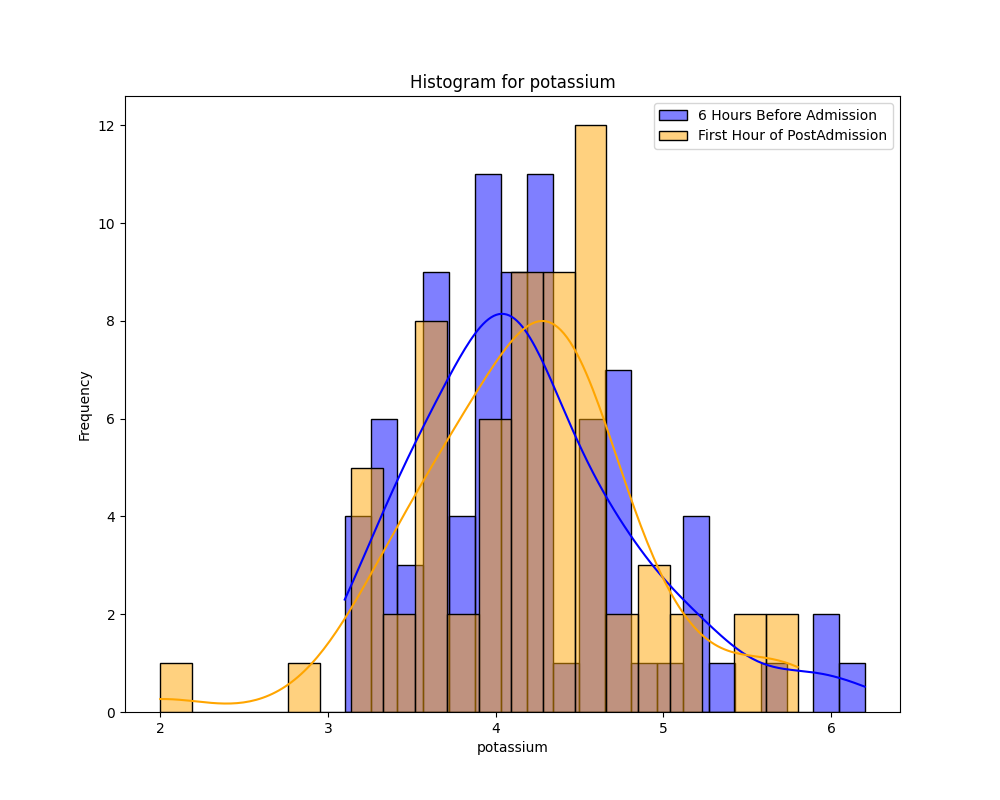 Histogram for potassium
6 Hours Before Admission
First Hour of PostAdmission
Frequency
12
10
8
6
4
2
0
2 3 4 5 6
potassium